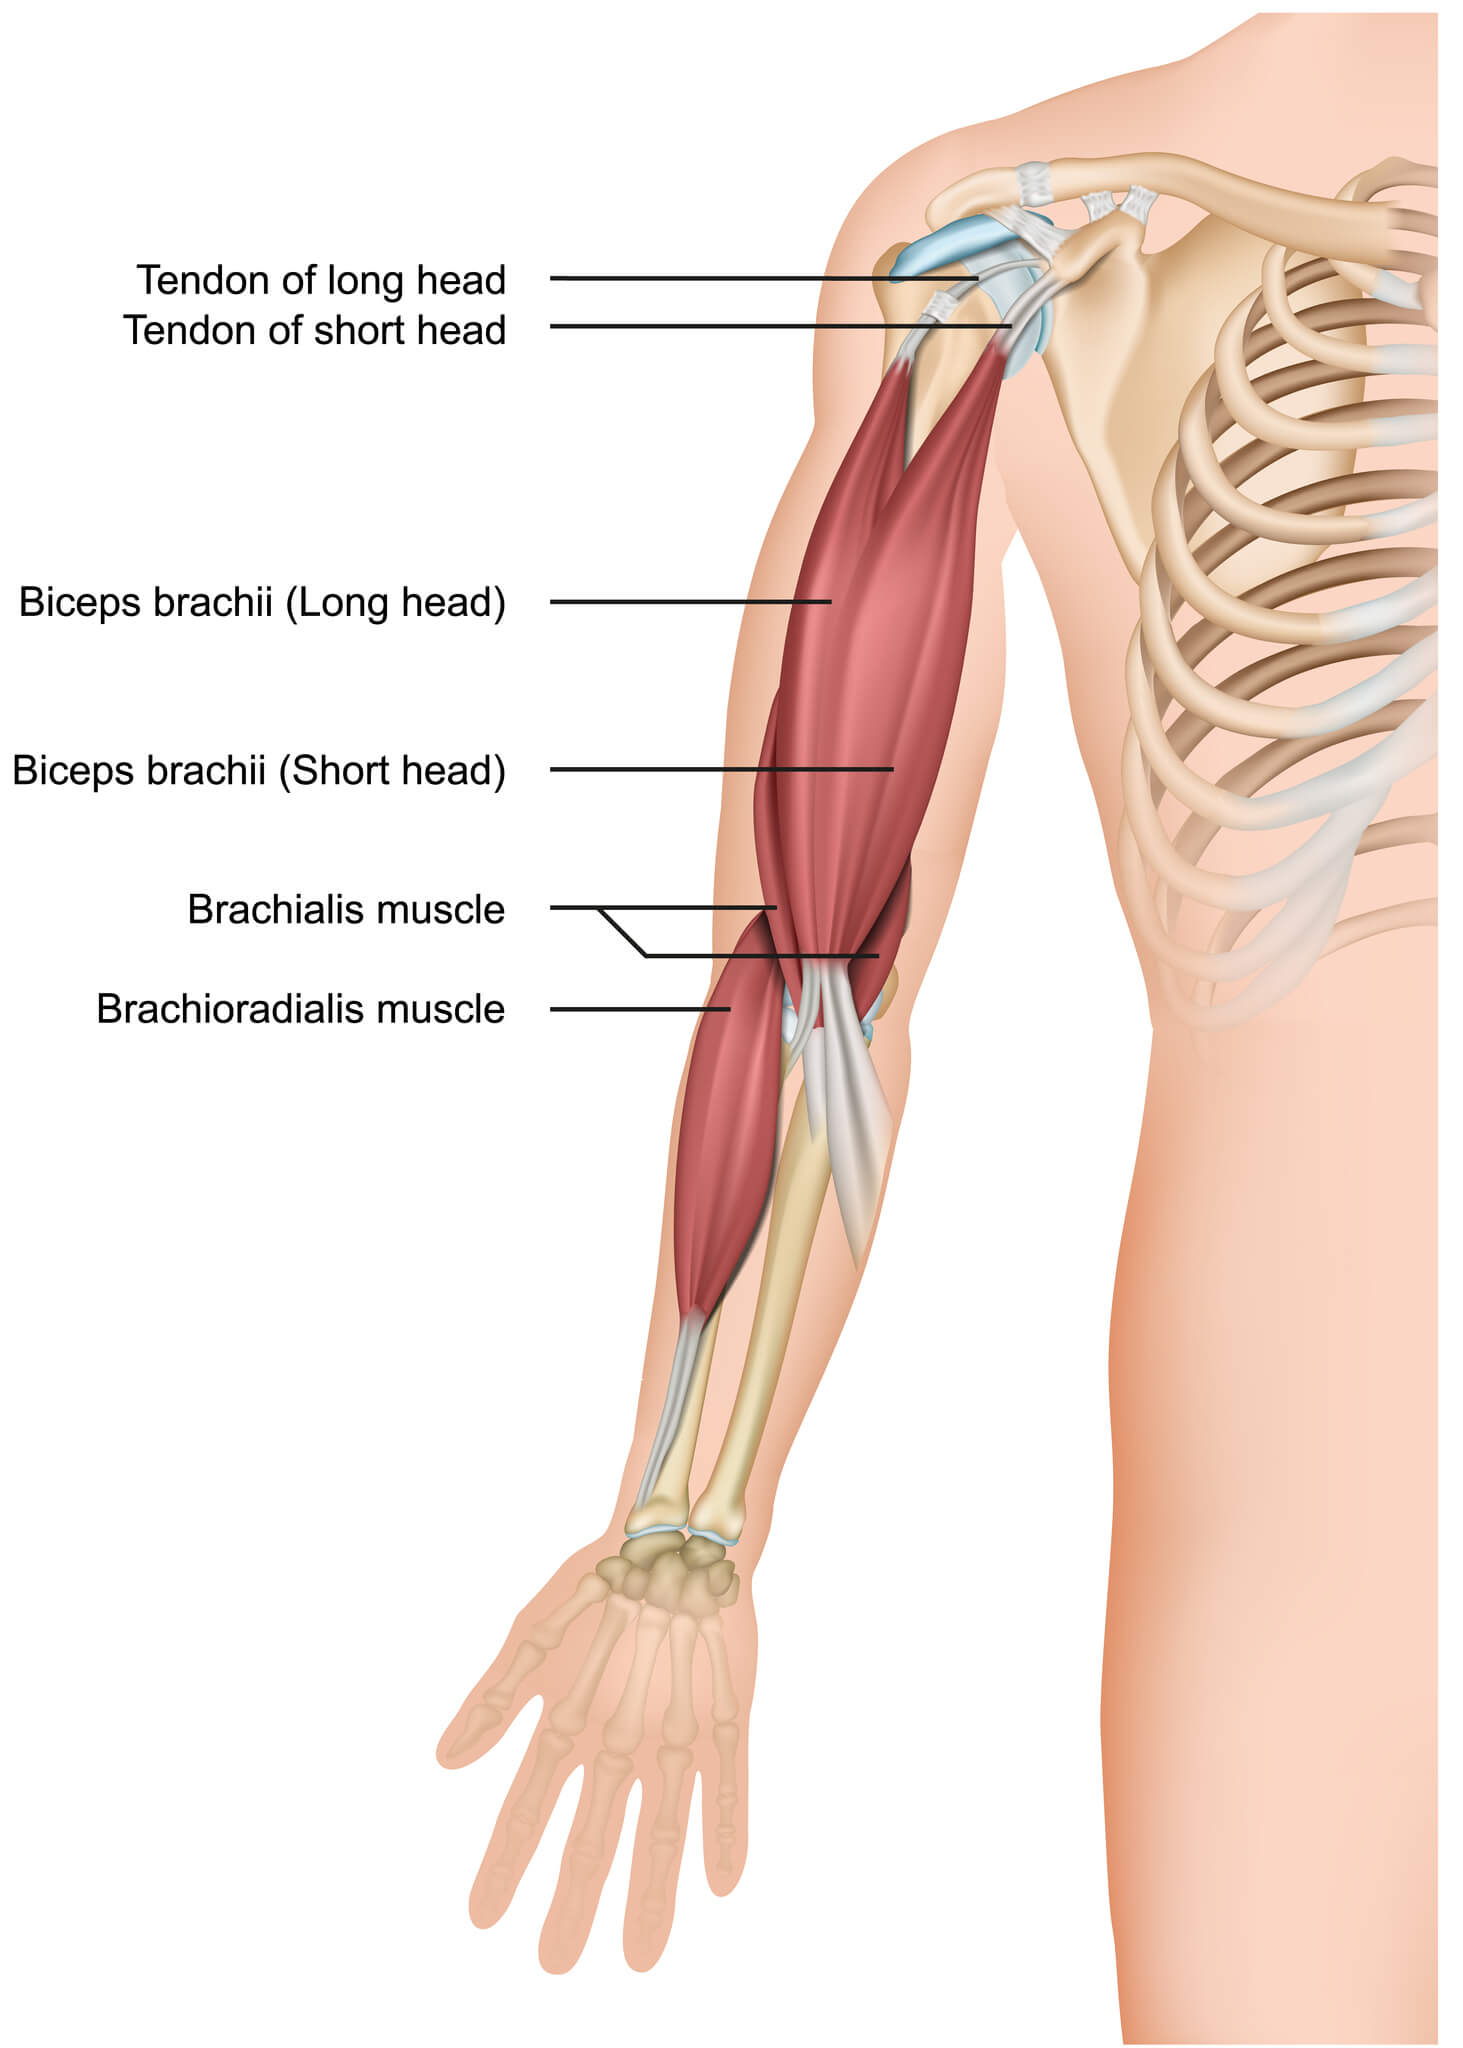 Tendon of long head
Tendon of short head
Biceps brachii (Long head)
Biceps brachii (Short head)
Brachialis muscle
Brachioradialis muscle